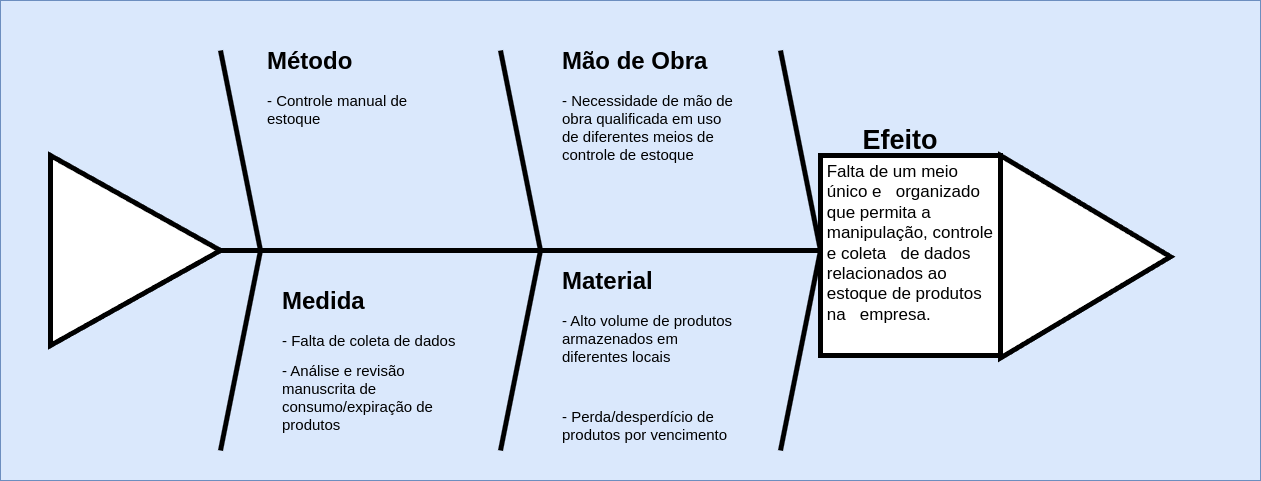 Método
- Controle manual de
estoque
Mão de Obra
- Necessidade de mão de
obra qualificada em uso
de diferentes meios de
controle de estoque
Efeito
Falta de um meio
único e organizado
que permita a
manipulação, controle
e coleta de dados
relacionados ao
estoque de produtos
na empresa.
Medida
- Falta de coleta de dados
- Análise e revisão
manuscrita de
consumo/expiração de
produtos
Material
- Alto volume de produtos
armazenados em
diferentes locais
- Perda/desperdício de
produtos por vencimento